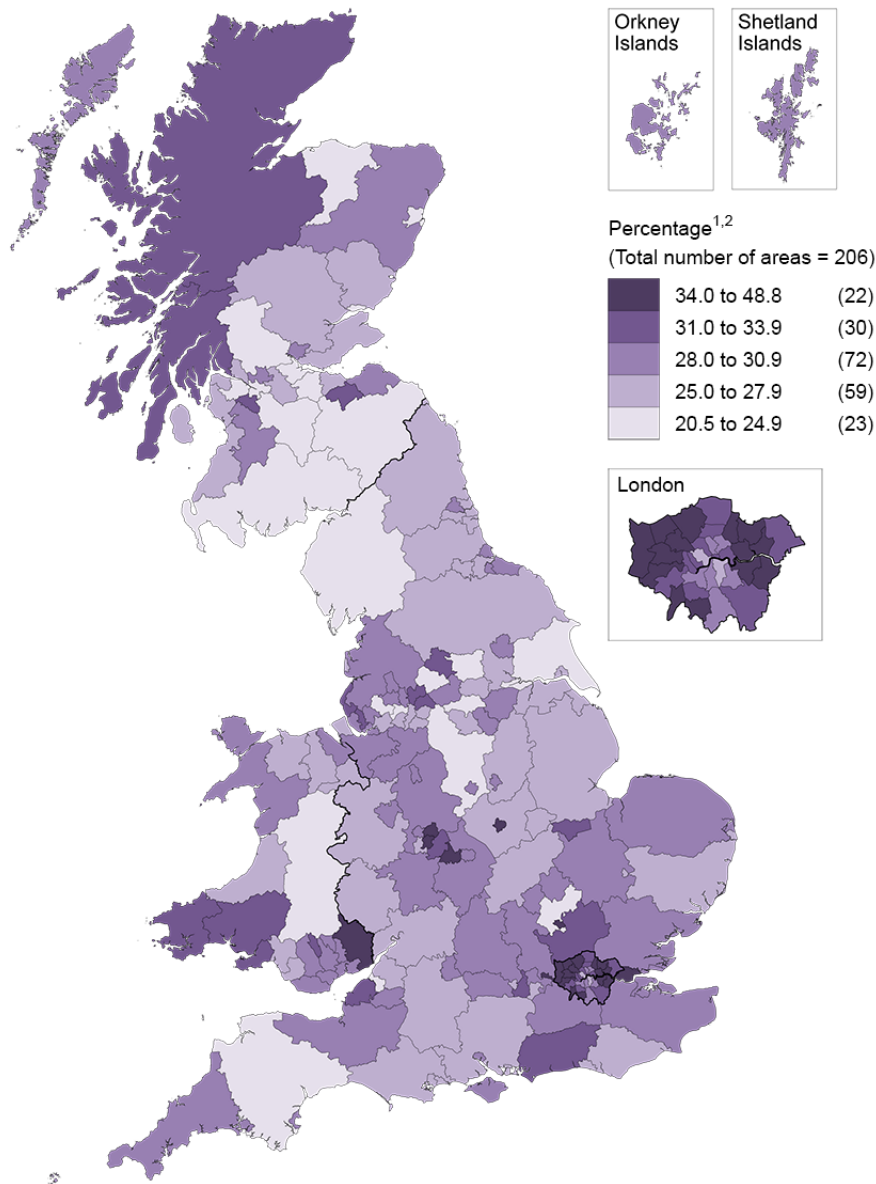 Orkney
Islands
Shetland
Islands
Percentage1,2
(Total number of areas = 206)
34.0 to 48.8 (22)
31.0 to 33.9 (30)
28.0 to 30.9 (72)
25.0 to 27.9 (59)
20.5 to 24.9 (23)
London